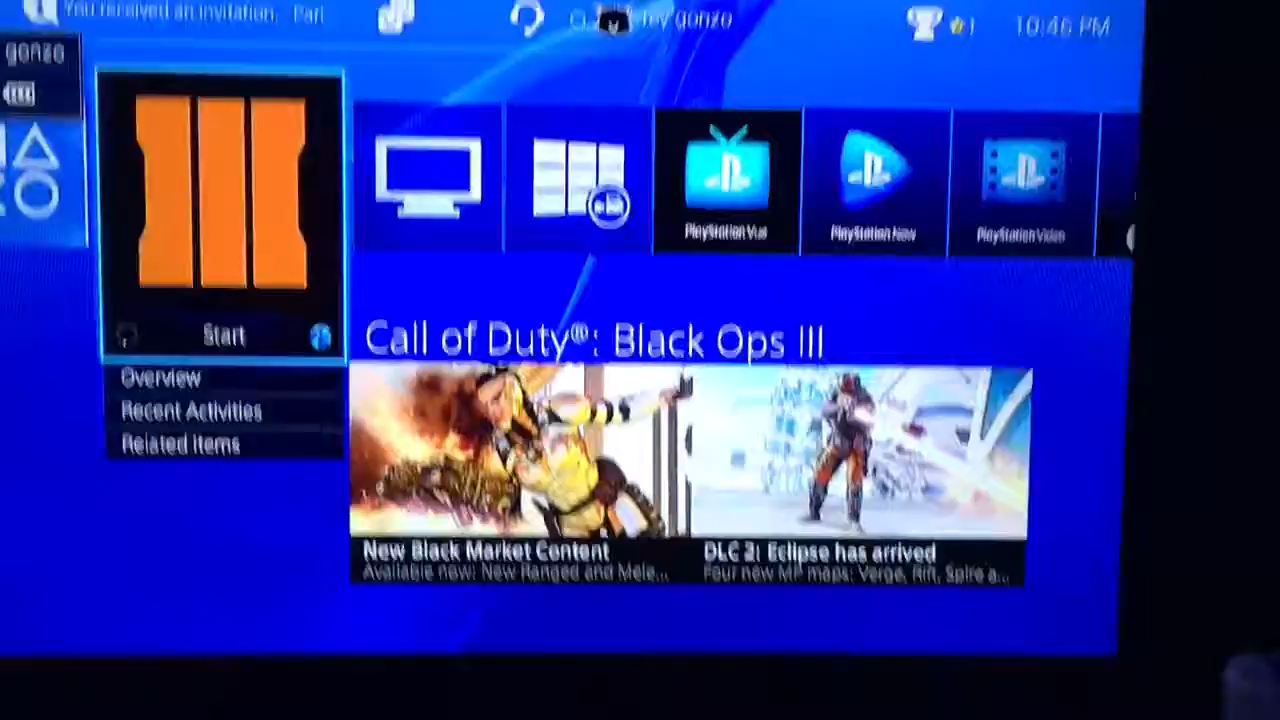 You received an invitation. Part
gonzo
10:46 PM
gonzo
PlayStation Vue
PlayStation Now
PlayStation Video
Start
Call of Duty®: Black Ops III
Overview
Recent Activities
Related Items
New Black Market Content
Available now: New Ranged and Mele...
DLC 2: Eclipse has arrived
Four new MP maps: Verge, Rift, Spire a...